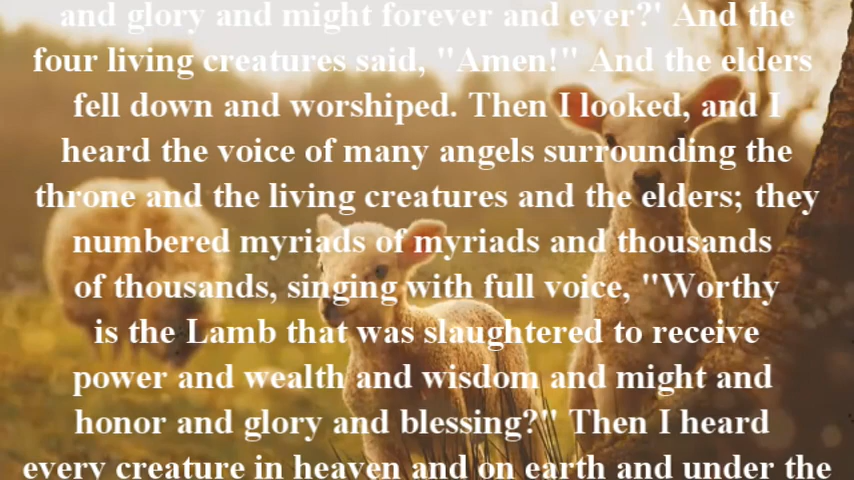 and glory and might forever and ever?' And the
four living creatures said, "Amen!" And the elders
fell down and worshiped. Then I looked, and I
heard the voice of many angels surrounding the
throne and the living creatures and the elders; they
numbered myriads of myriads and thousands
of thousands, singing with full voice, "Worthy
is the Lamb that was slaughtered to receive
power and wealth and wisdom and might and
honor and glory and blessing?" Then I heard
every creature in heaven and on earth and under the